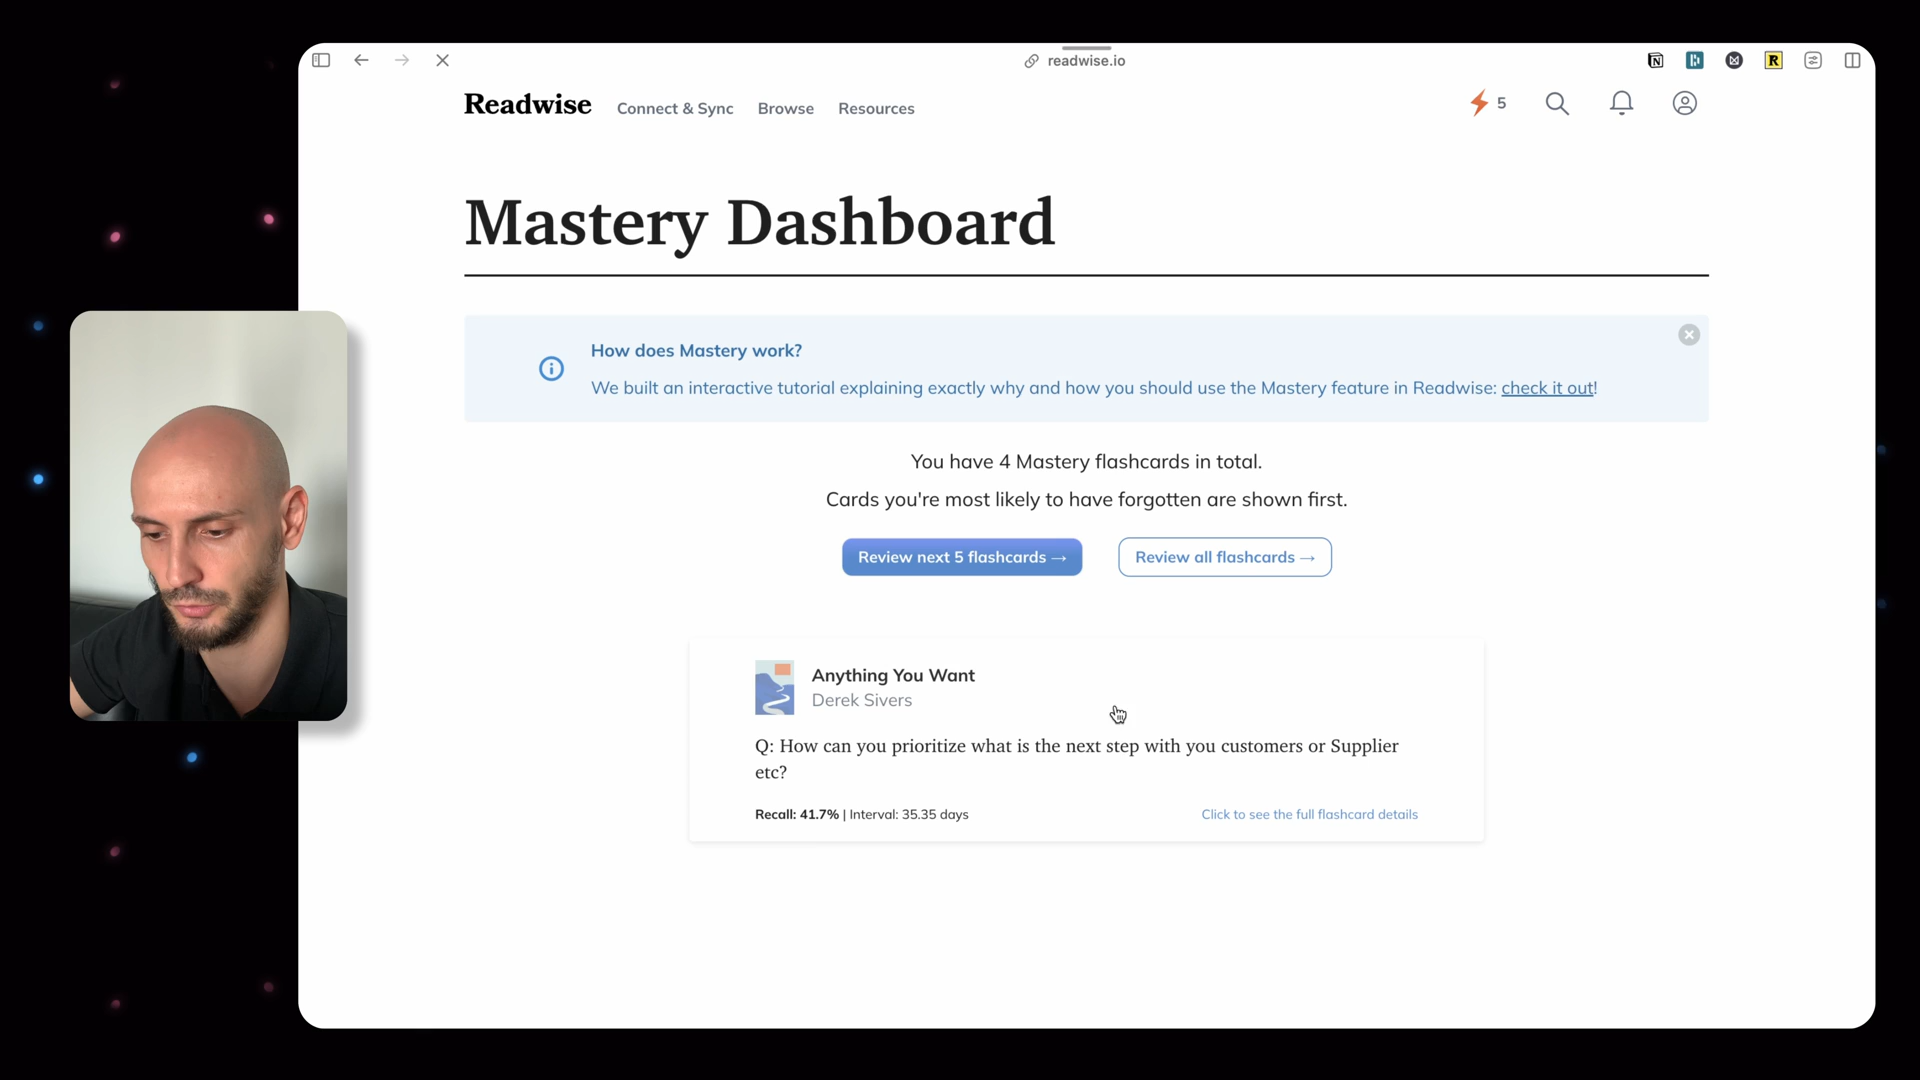 readwise.io
Readwise Connect & Sync Browse Resources 5
Mastery Dashboard
How does Mastery work?
We built an interactive tutorial explaining exactly why and how you should use the Mastery feature in Readwise: check it out!
You have 4 Mastery flashcards in total.
Cards you're most likely to have forgotten are shown first.
Review next 5 flashcards → Review all flashcards →
Anything You Want
Derek Sivers
Q: How can you prioritize what is the next step with you customers or Supplier
etc?
Recall: 41.7% | Interval: 35.35 days Click to see the full flashcard details